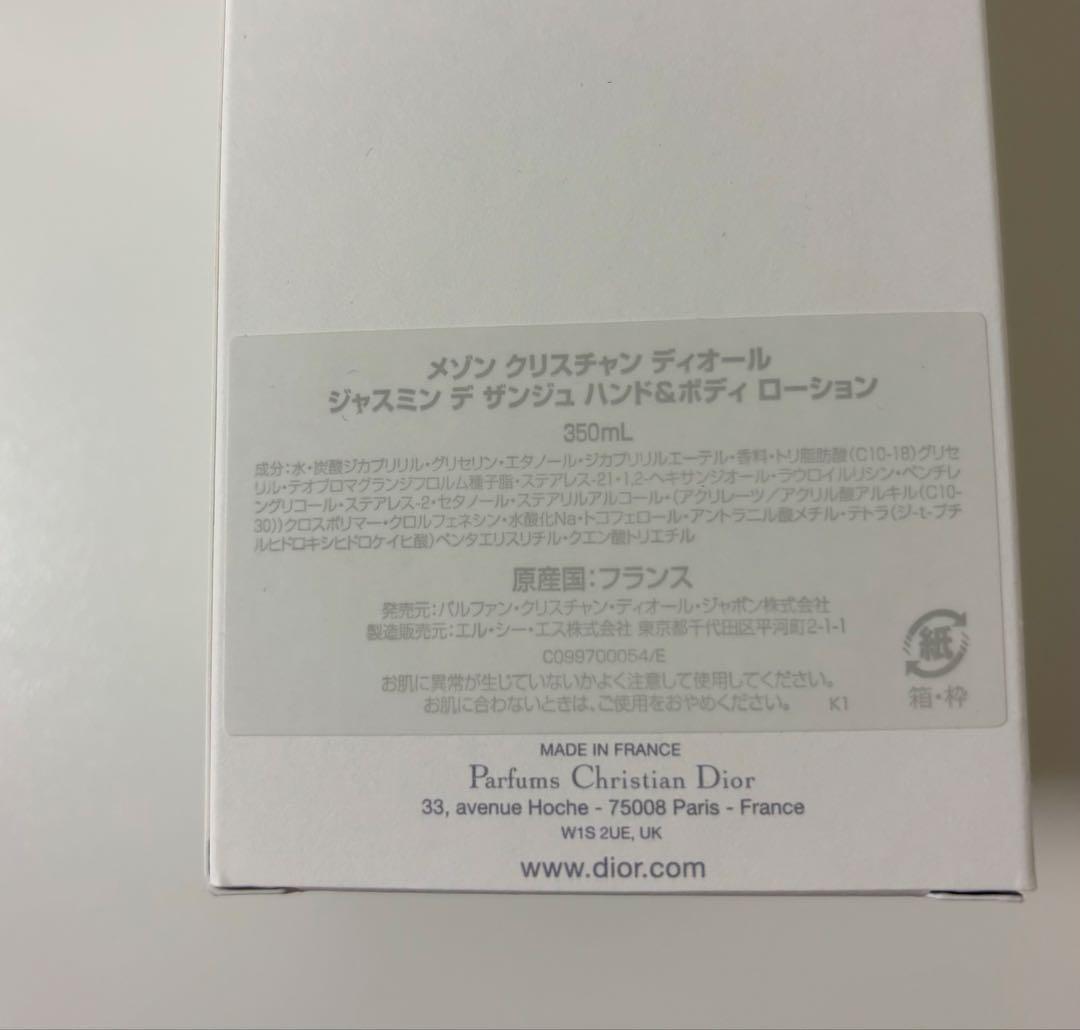 メゾン クリスチャン ディオール
ジャスミン デ ザンジュ ハンド&ボディ ローション
350mL
成分:水・炭酸ジカプリリル・グリセリン・エタノール・ジカプリリルエーテル・香料・トリ脂肪酸(C10-18)グリセ
リル・テオブロマグランジフロルム種子脂・ステアレス-21・1,2-ヘキサンジオール・ラウロイルリシン・ペンチレ
ングリコール・ステアレス-2・セタノール・ステアリルアルコール・(アクリレーツ/アクリル酸アルキル(C10-
30))クロスポリマー・クロルフェネシン・水酸化Na・トコフェロール・アントラニル酸メチル・テトラ(ジ-t-ブチ
ルヒドロキシヒドロケイヒ酸)ペンタエリスリチル・クエン酸トリエチル
原産国:フランス
発売元:パルファン・クリスチャン・ディオール・ジャポン株式会社
製造販売元:エル・シー・エス株式会社 東京都千代田区平河町2-1-1
C099700054/E
お肌に異常が生じていないかよく注意して使用してください。
お肌に合わないときは、ご使用をおやめください。 K1
紙
箱・枠
MADE IN FRANCE
Parfums Christian Dior
33, avenue Hoche - 75008 Paris - France
W1S 2UE, UK
www.dior.com